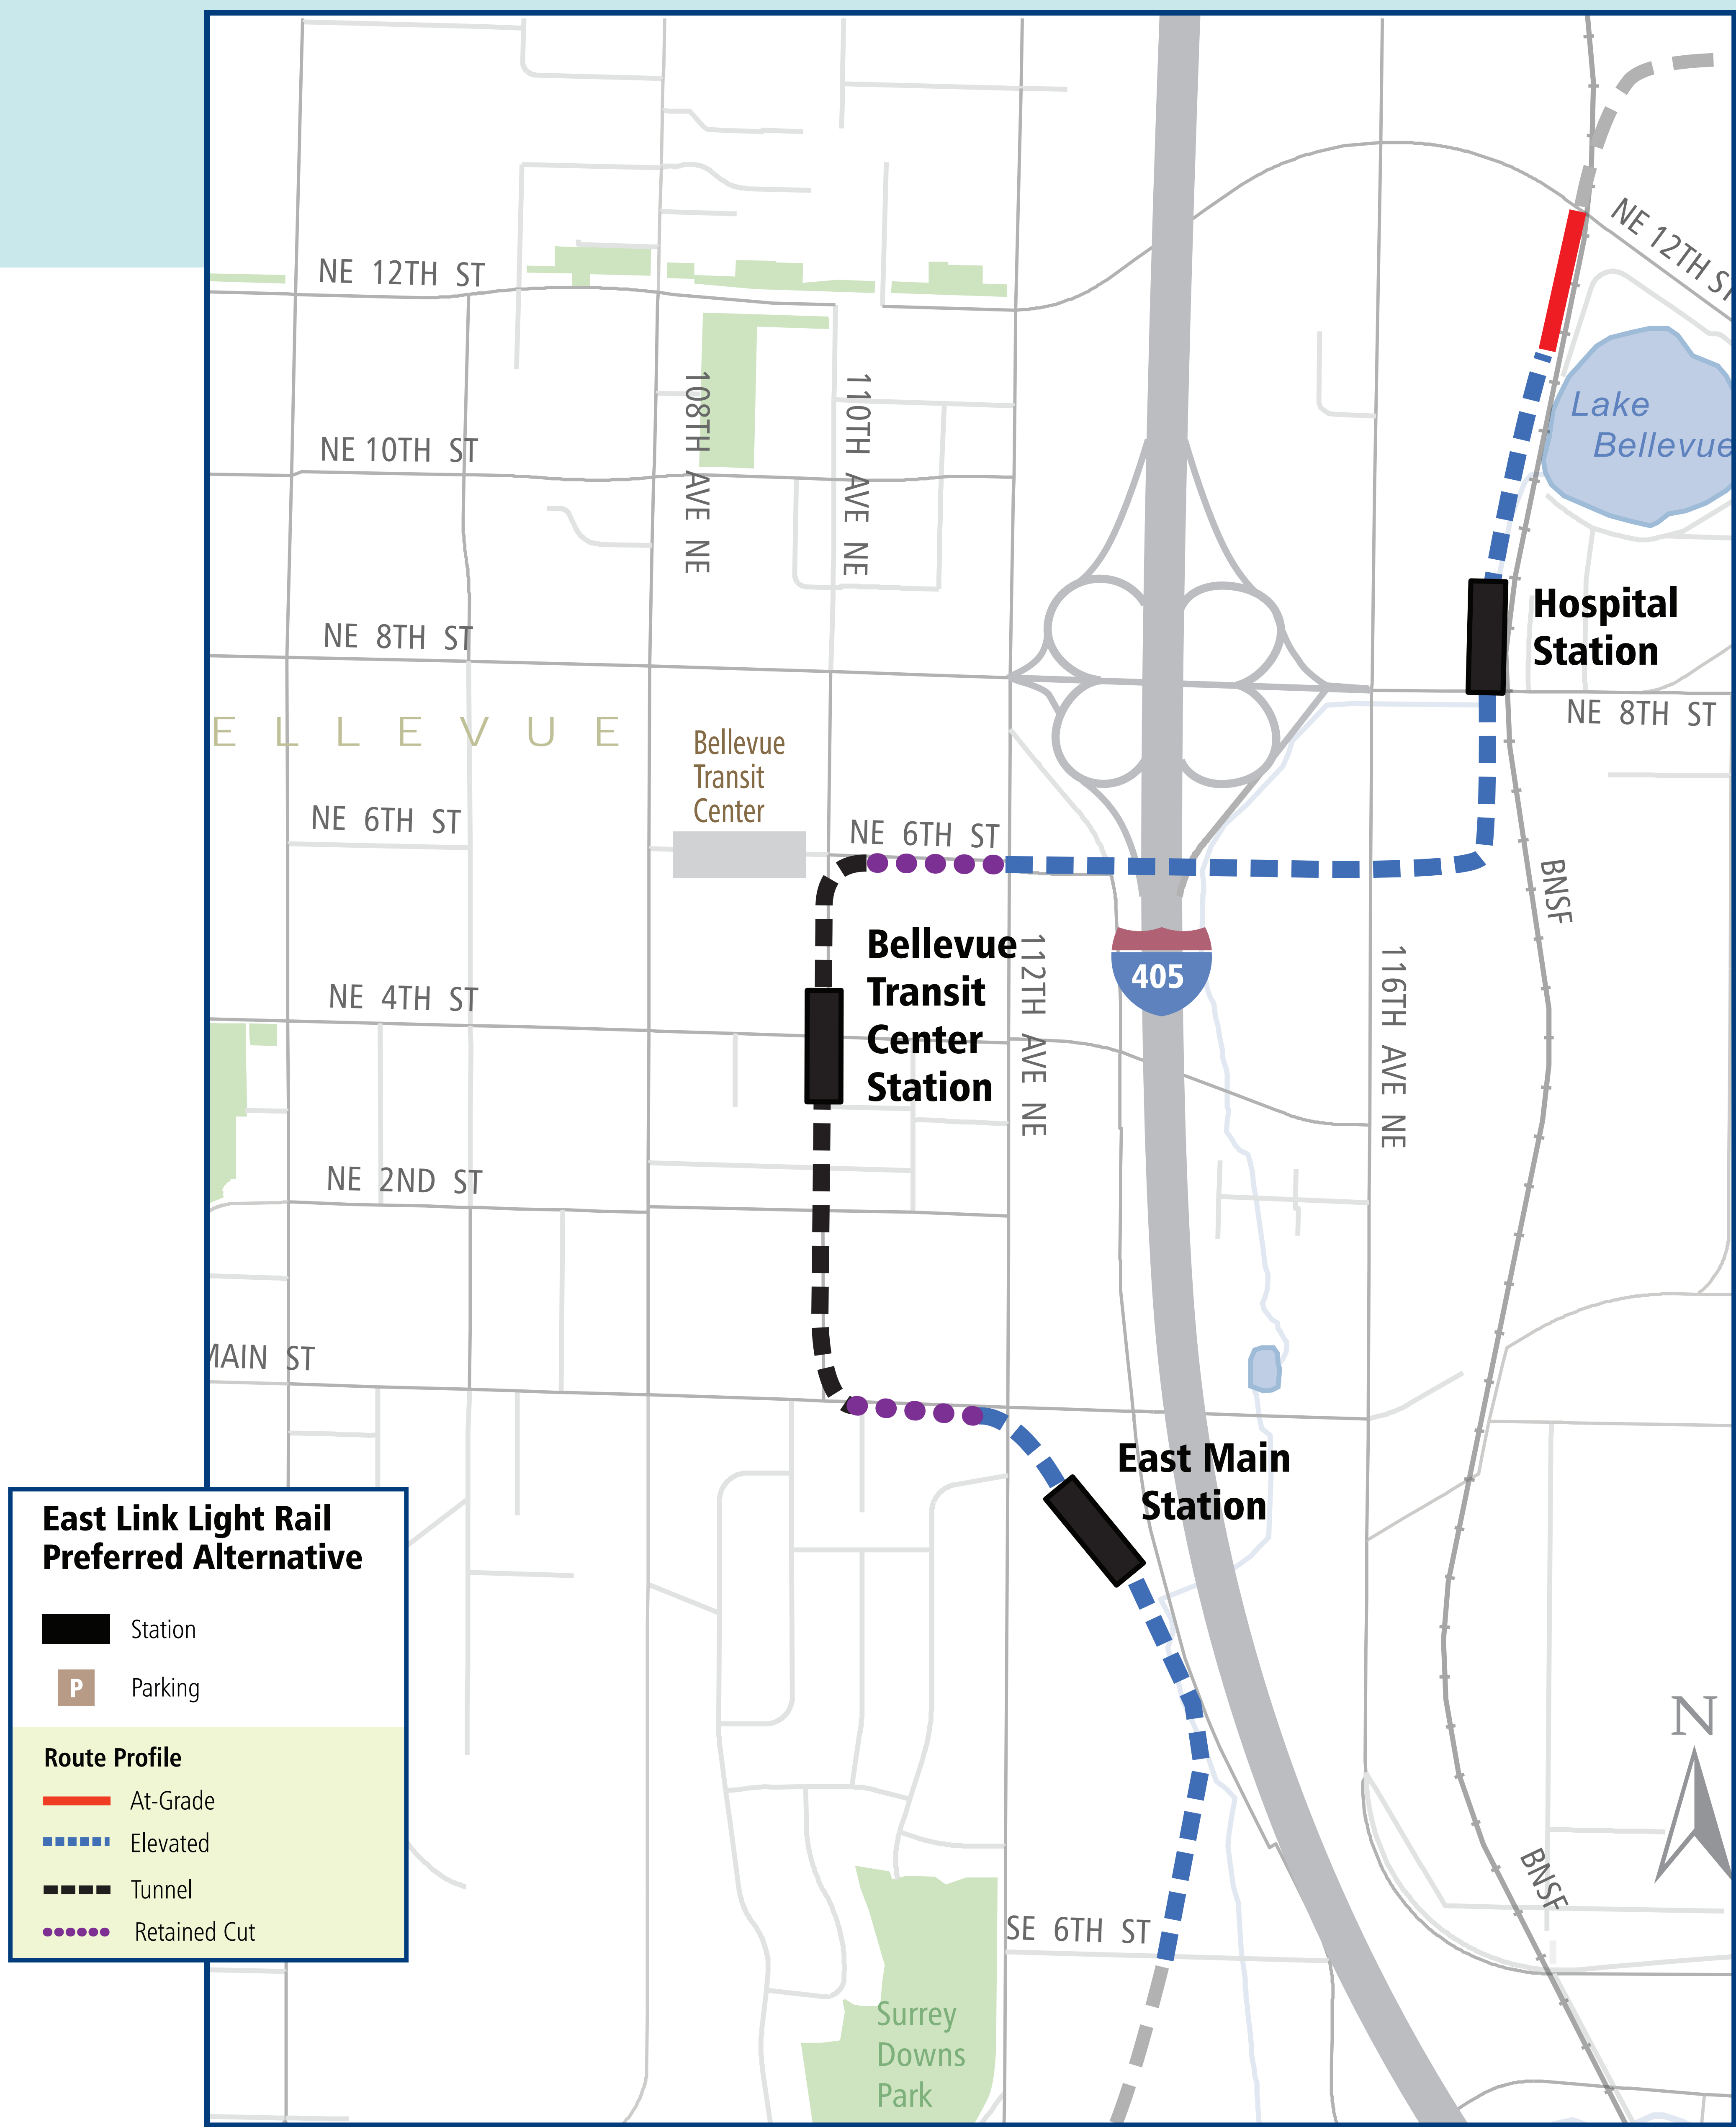 NE 12TH ST
NE 12TH ST
Lake
Bellevue
108TH AVE NE
110TH AVE NE
NE 10TH ST
Hospital
Station
NE 8TH ST
NE 8TH ST
ELLEVUE
Bellevue
Transit
Center
NE 6TH ST
NE 6TH ST
BNSF
Bellevue
Transit
Center
Station
112TH AVE NE
405
116TH AVE NE
NE 4TH ST
NE 2ND ST
MAIN ST
East Main
Station
East Link Light Rail
Preferred Alternative
Station
P Parking
Route Profile
At-Grade
Elevated
Tunnel
Retained Cut
N
BNSF
SE 6TH ST
Surrey
Downs
Park